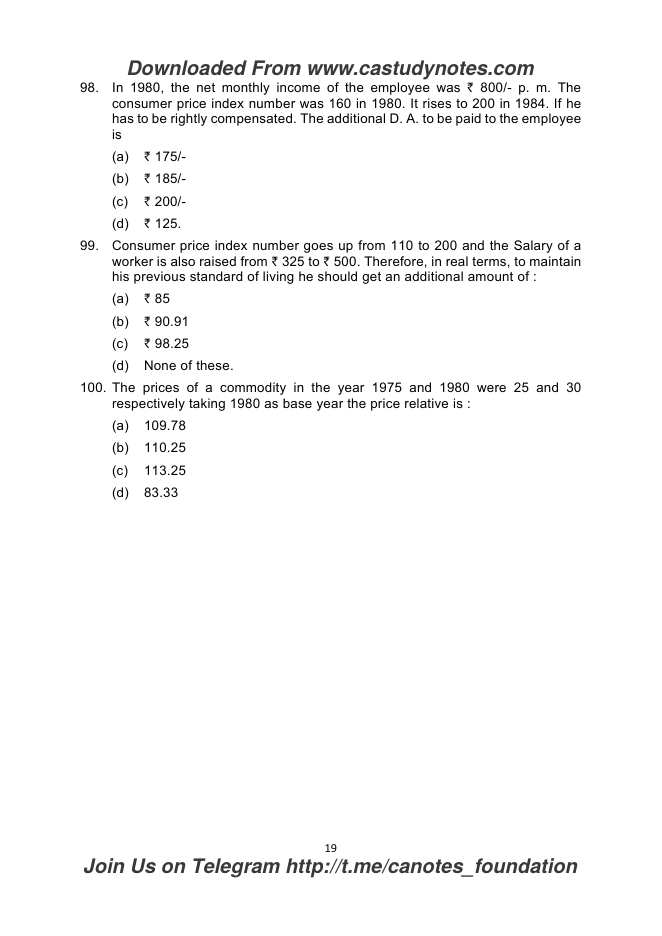 Downloaded From www.castudynotes.com
98. In 1980, the net monthly income of the employee was ₹ 800/- p. m. The
consumer price index number was 160 in 1980. It rises to 200 in 1984. If he
has to be rightly compensated. The additional D. A. to be paid to the employee
is
(a) ₹ 175/-
(b) ₹ 185/-
(c) ₹ 200/-
(d) ₹ 125.
99. Consumer price index number goes up from 110 to 200 and the Salary of a
worker is also raised from ₹ 325 to ₹ 500. Therefore, in real terms, to maintain
his previous standard of living he should get an additional amount of :
(a) ₹ 85
(b) ₹ 90.91
(c) ₹ 98.25
(d) None of these.
100. The prices of a commodity in the year 1975 and 1980 were 25 and 30
respectively taking 1980 as base year the price relative is :
(a) 109.78
(b) 110.25
(c) 113.25
(d) 83.33
19
Join Us on Telegram http://t.me/canotes_foundation